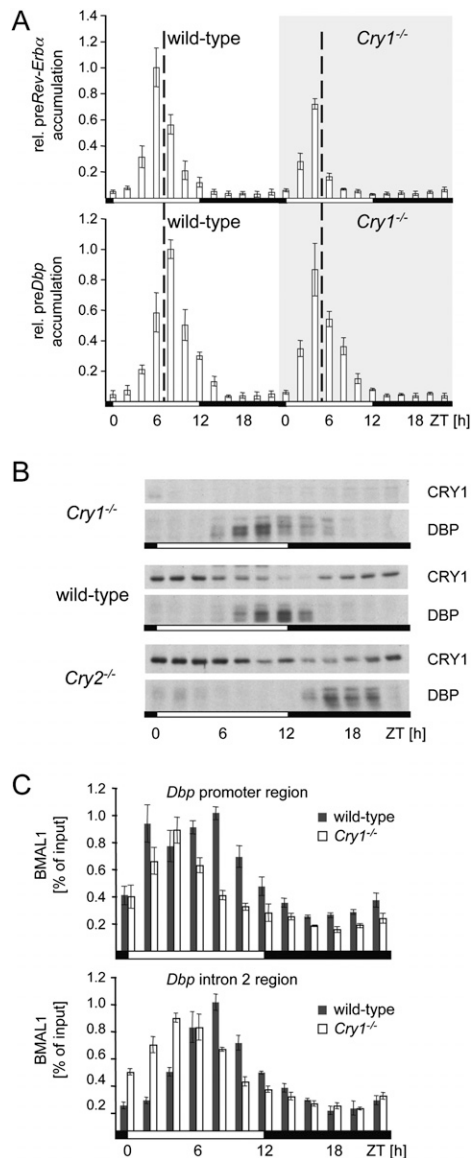 A
rel. preRev-Erbα
accumulation
1.4
1.2
1.0
0.8
0.6
0.4
0.2
wild-type
Cry1-/-
rel. preDbp
accumulation
1.2
1.0
0.8
0.6
0.4
0.2
wild-type
Cry1-/-
0 6 12 18 0 6 12 18 ZT [h]
B
Cry1-/-
CRY1
DBP
wild-type
CRY1
DBP
Cry2-/-
CRY1
DBP
0 6 12 18 ZT [h]
C
BMAL1
[% of input]
1.2
1.0
0.8
0.6
0.4
0.2
Dbp promoter region
wild-type
Cry1-/-
BMAL1
[% of input]
1.2
1.0
0.8
0.6
0.4
0.2
Dbp intron 2 region
wild-type
Cry1-/-
0 6 12 18 ZT [h]